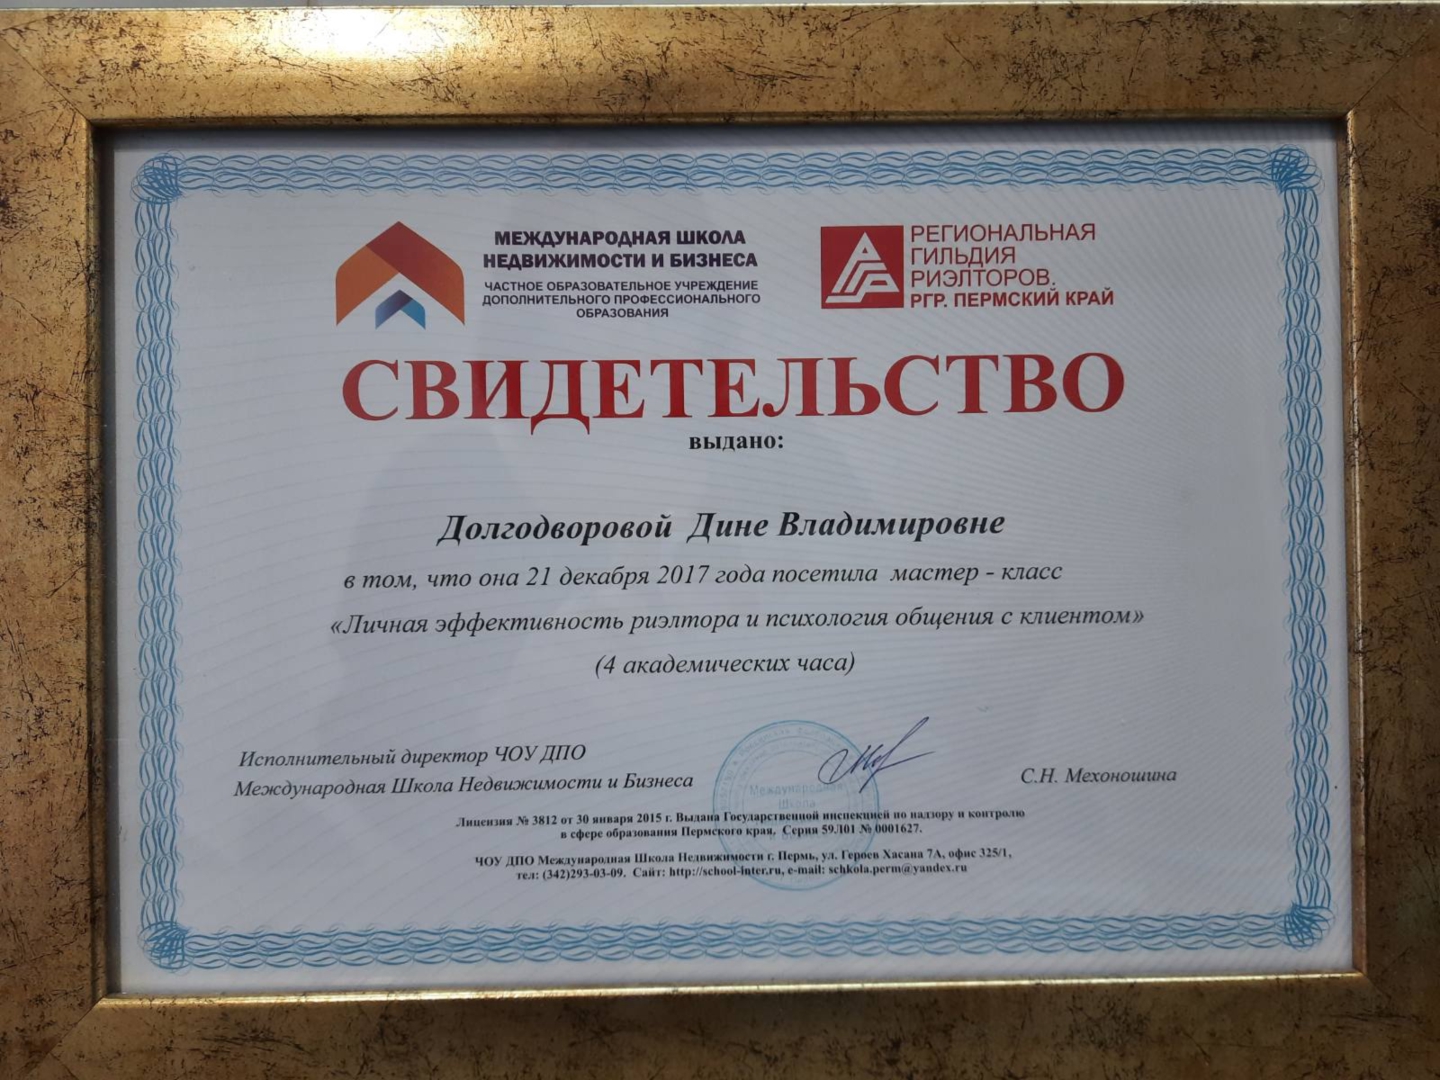 МЕЖДУНАРОДНАЯ ШКОЛА
НЕДВИЖИМОСТИ И БИЗНЕСА
ЧАСТНОЕ ОБРАЗОВАТЕЛЬНОЕ УЧРЕЖДЕНИЕ
ДОПОЛНИТЕЛЬНОГО ПРОФЕССИОНАЛЬНОГО
ОБРАЗОВАНИЯ
РЕГИОНАЛЬНАЯ
ГИЛЬДИЯ
РИЭЛТОРОВ.
РГР. ПЕРМСКИЙ КРАЙ
СВИДЕТЕЛЬСТВО
выдано:
Долгодворовой Дине Владимировне
в том, что она 21 декабря 2017 года посетила мастер - класс
«Личная эффективность риэлтора и психология общения с клиентом»
(4 академических часа)
Исполнительный директор ЧОУ ДПО
Международная Школа Недвижимости и Бизнеса
С.Н. Мехоношина
Международная
Школа
Лицензия № 3812 от 30 января 2015 г. Выдана Государственной инспекцией по надзору и контролю
в сфере образования Пермского края. Серия 59Л01 № 0001627.
ЧОУ ДПО Международная Школа Недвижимости г. Пермь, ул. Героев Хасана 7А, офис 325/1,
тел: (342)293-03-09. Сайт: http://school-inter.ru, e-mail: schkola.perm@yandex.ru